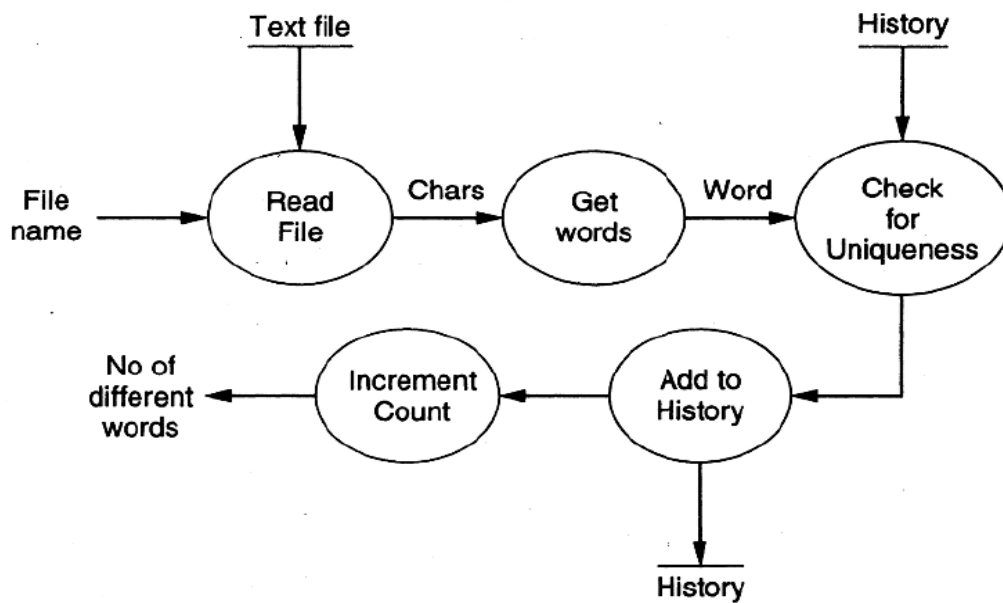 Text file
History
File
name
Read
File
Chars
Get
words
Word
Check
for
Uniqueness
No of
different
words
Increment
Count
Add to
History
History